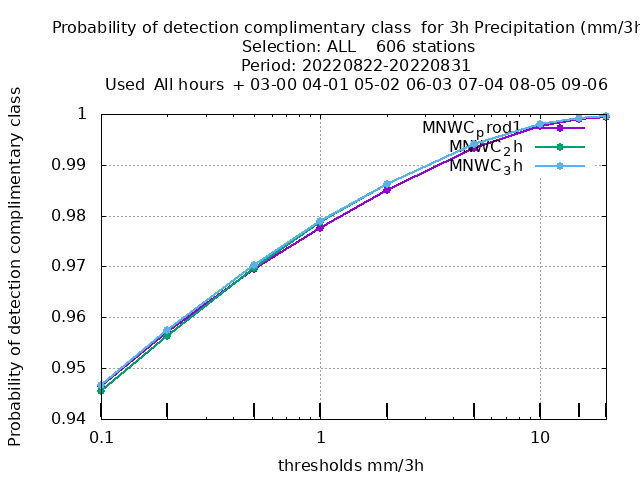 Probability of detection complimentary class  for 3h Precipitation (mm/3h
Selection: ALL    606 stations
Period: 20220822-20220831
Used  All hours  + 03-00 04-01 05-02 06-03 07-04 08-05 09-06
Probability of detection complimentary class
1
0.99
0.98
0.97
0.96
0.95
0.94
MNWCprod1
MNWC2h
MNWC3h
0.1
1
10
thresholds mm/3h